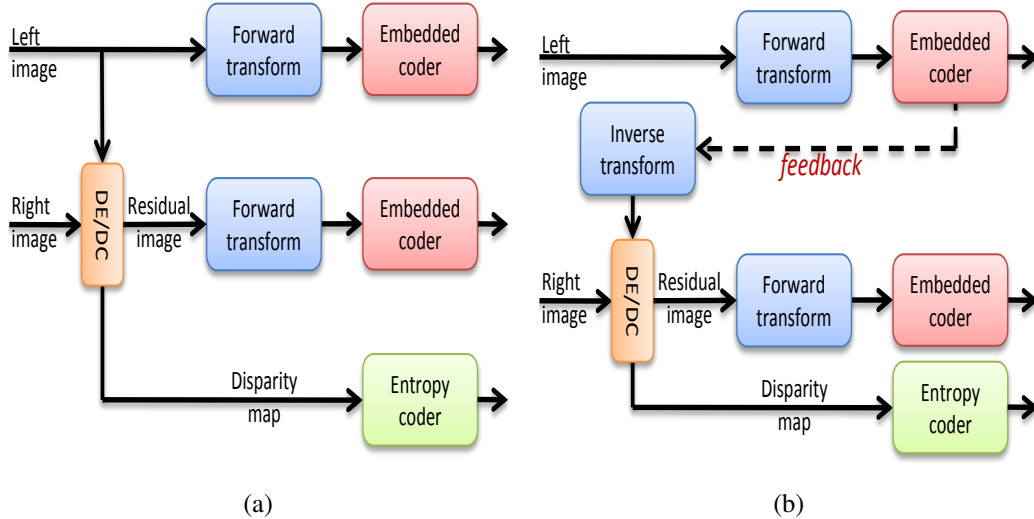 Left
image
Forward
transform
Embedded
coder
Right
image
DE/DC
Residual
image
Forward
transform
Embedded
coder
Disparity
map
Entropy
coder
(a)
Left
image
Forward
transform
Embedded
coder
Inverse
transform
feedback
Right
image
DE/DC
Residual
image
Forward
transform
Embedded
coder
Disparity
map
Entropy
coder
(b)